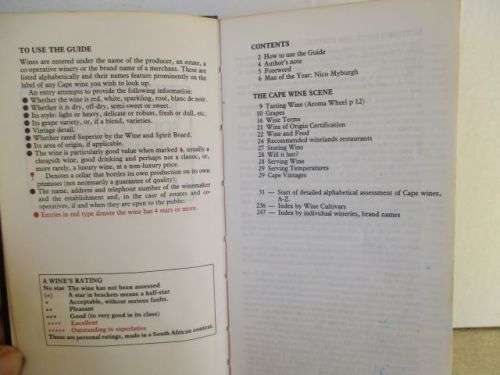 TO USE THE GUIDE
Wines are entered under the name of the producer, an estate, a
co-operative winery or the brand name of a merchant. These are
listed alphabetically and their names feature prominently on the
label of any Cape wine you want to look up.
An entry attempts to provide the following information:
● Whether the wine is red, white, sparkling, rosé, blanc de noir.
● Whether it is dry, off-dry, semi-sweet or sweet.
● Its style: light or heavy, delicate or robust, fresh or dull, etc.
● Its grape variety, or, if a blend, varieties.
● Vintage detail.
● Whether rated Superior by the Wine and Spirit Board.
● Its area of origin, if applicable.
● The wine is particularly good value when marked &, usually a
cheapish wine, good drinking and perhaps not a classic, or,
more rarely, a luxury wine, in a non-luxury price.
Denotes a cellar that bottles its own production on its own
premises (not necessarily a guarantee of quality).
● The name, address and telephone number of the winemaker
and the establishment and, in the case of estates and co-
operatives, if and when they are open to the public.
● Entries in red type denote the wine has 4 stars or more.
A WINE'S RATING
No star The wine has not been assessed
(*) A star in brackets means a half-star
* Acceptable, without serious faults.
** Pleasant
*** Good (to very good in its class)
**** Excellent
***** Outstanding to superlative
These are personal ratings, made in a South African context.
CONTENTS
2 How to use the Guide
4 Author's note
5 Foreword
6 Man of the Year: Nico Myburgh
THE CAPE WINE SCENE
9 Tasting Wine (Aroma Wheel p 12)
10 Grapes
16 Wine Terms
21 Wine of Origin Certification
22 Wine and Food
24 Recommended winelands restaurants
27 Storing Wine
28 Will it last?
28 Serving Wine
29 Serving Temperatures
29 Cape Vintages
31 — Start of detailed alphabetical assessment of Cape wines,
A-Z.
236 — Index by Wine Cultivars
247 — Index by individual wineries, brand names